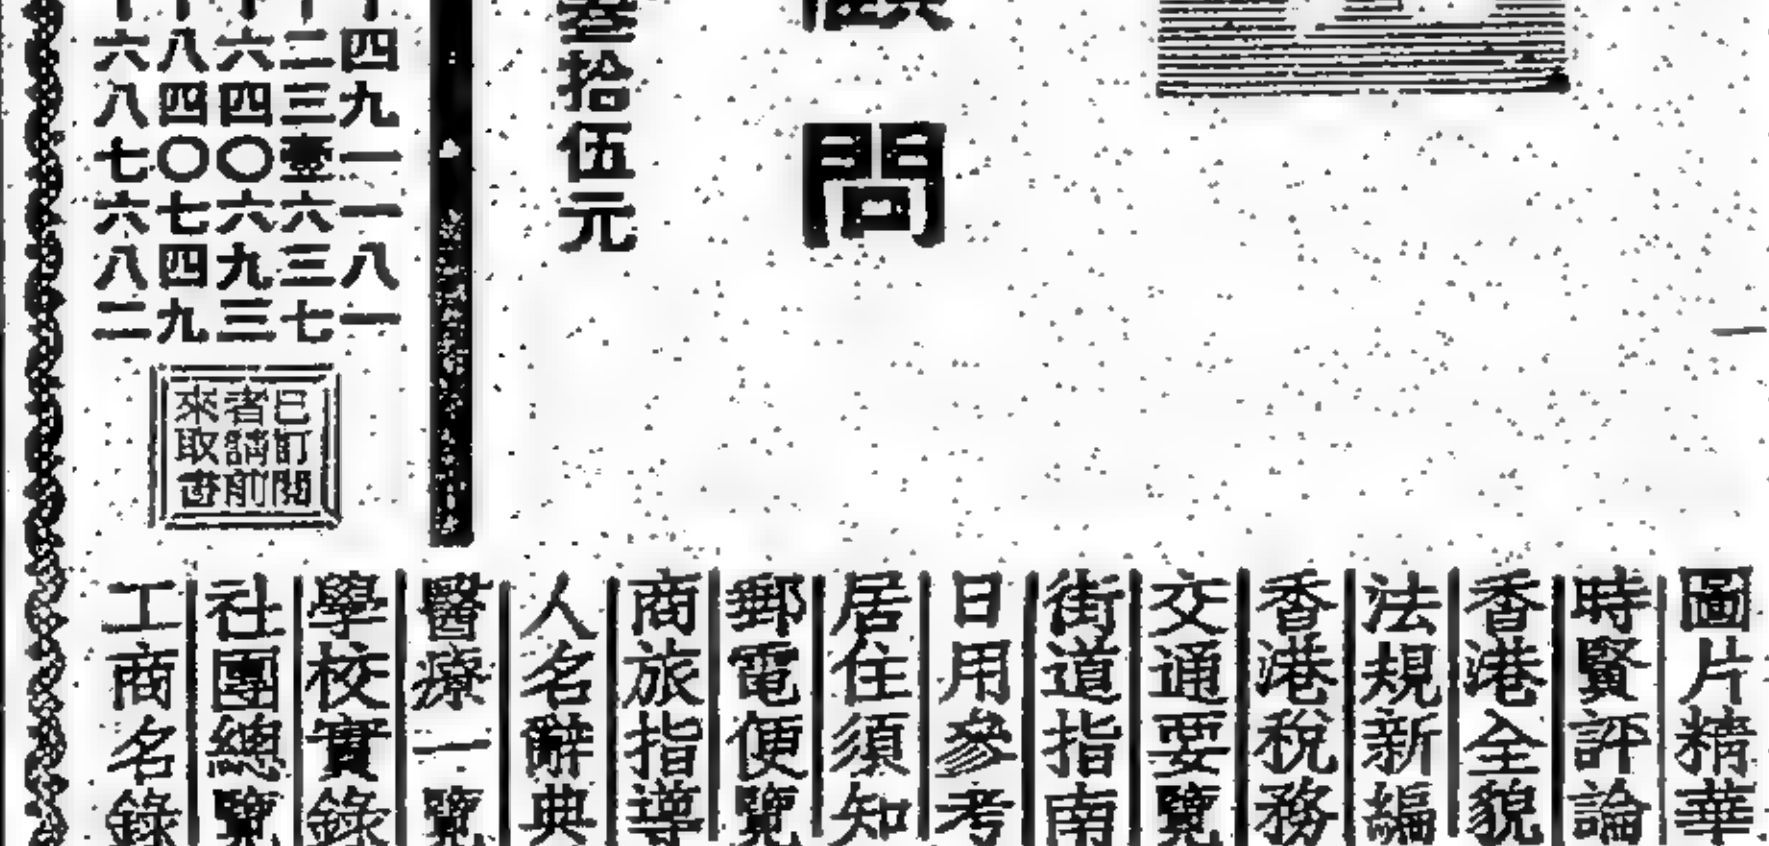 問
叁拾伍元
四九一一八一
二三壹六三七
六四〇六九三
八四〇七四九
六八七六八二
已訂閱
者請前
來取書
圖片精華
時賢評論
香港全貌
法規新編
香港稅務
交通要覽
街道指南
日用參考
居住須知
郵電便覽
商旅指導
人名辭典
醫療一覽
學校實錄
社團總覽
工商名錄